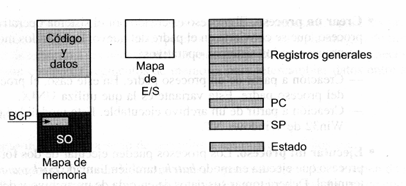 Código
y
datos
BCP
SO
Mapa de
memoria
Mapa
de
E/S
Registros generales
PC
SP
Estado